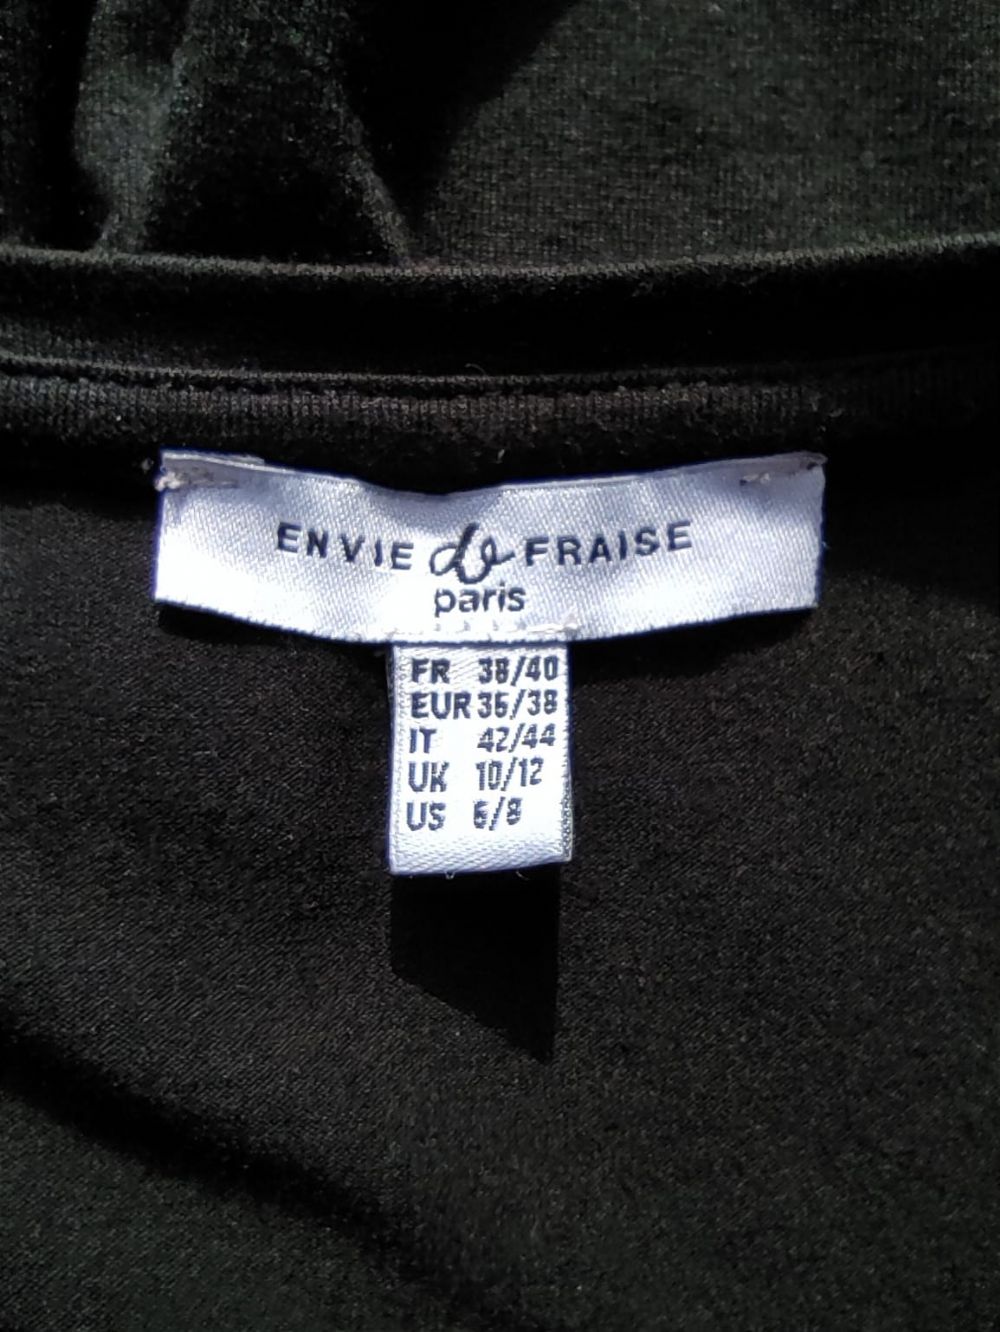 ENVIE de FRAISE
paris
FR 38/40
EUR 36/38
IT 42/44
UK 10/12
US 6/8